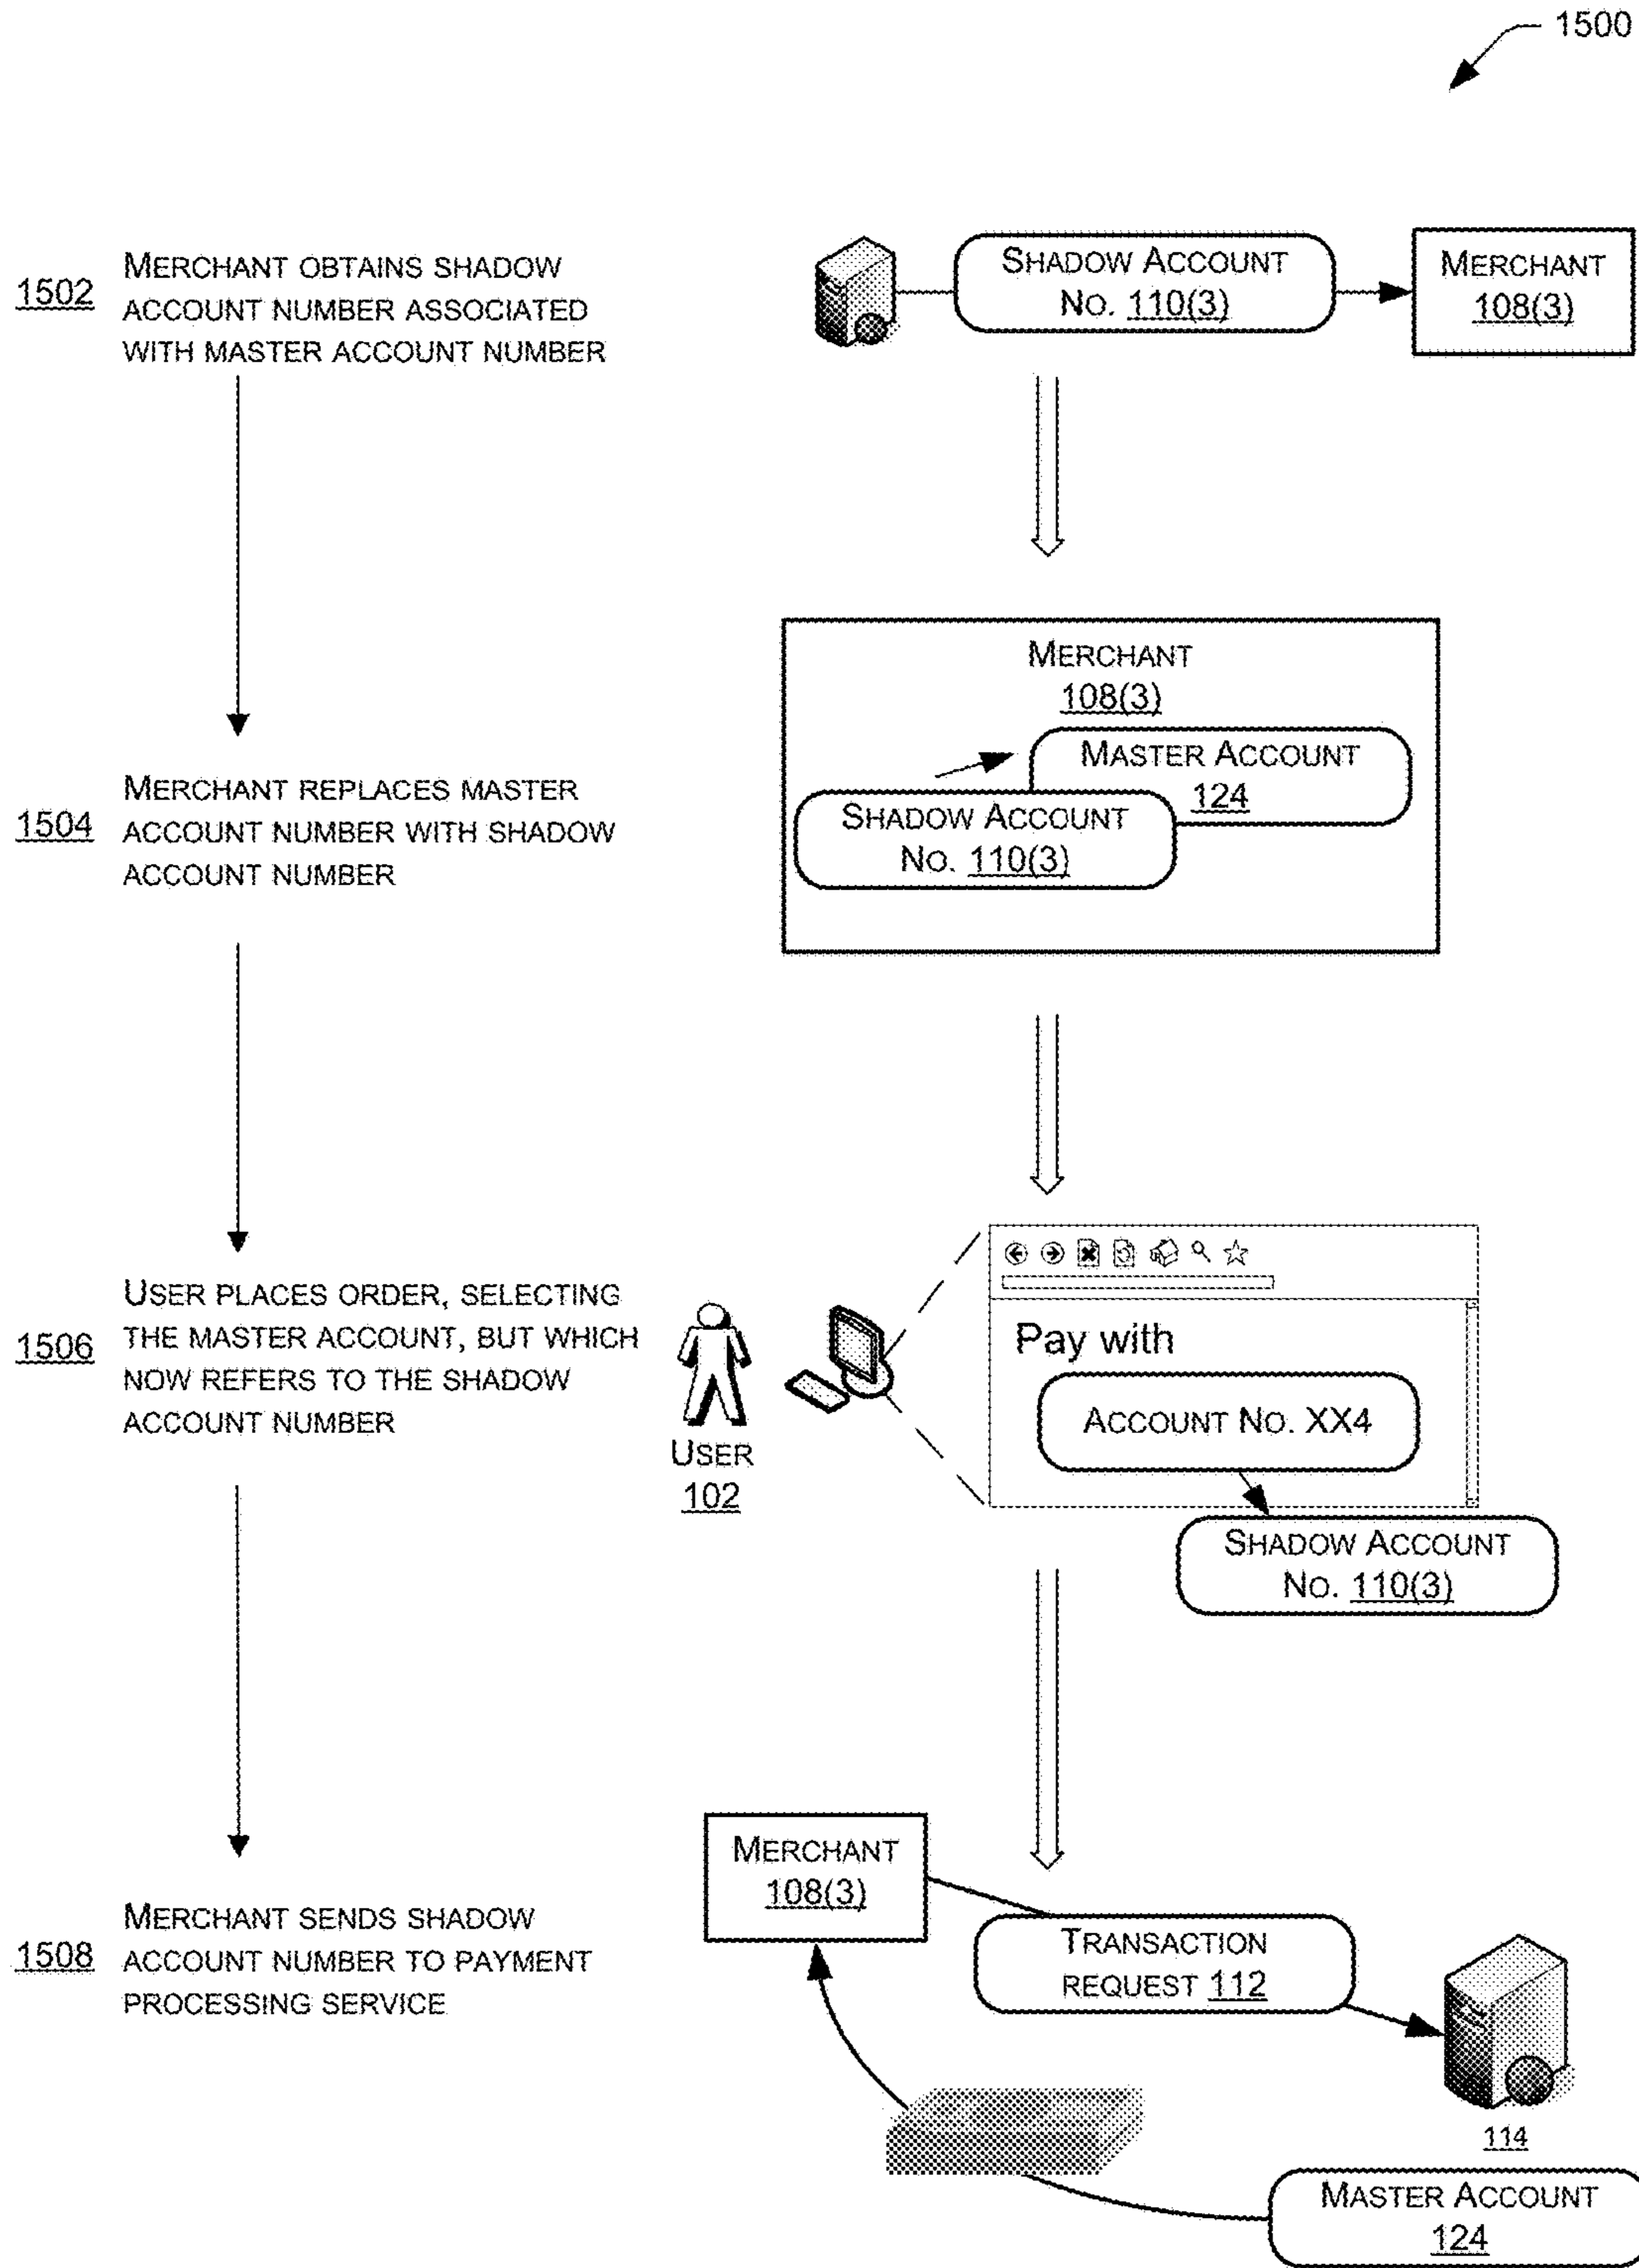 1500
1502
MERCHANT OBTAINS SHADOW
ACCOUNT NUMBER ASSOCIATED
WITH MASTER ACCOUNT NUMBER
SHADOW ACCOUNT
NO. 110(3)
MERCHANT
108(3)
1504
MERCHANT REPLACES MASTER
ACCOUNT NUMBER WITH SHADOW
ACCOUNT NUMBER
MERCHANT
108(3)
MASTER ACCOUNT
124
SHADOW ACCOUNT
NO. 110(3)
1506
USER PLACES ORDER, SELECTING
THE MASTER ACCOUNT, BUT WHICH
NOW REFERS TO THE SHADOW
ACCOUNT NUMBER
USER
102
Pay with
ACCOUNT NO. XX4
SHADOW ACCOUNT
NO. 110(3)
1508
MERCHANT SENDS SHADOW
ACCOUNT NUMBER TO PAYMENT
PROCESSING SERVICE
MERCHANT
108(3)
TRANSACTION
REQUEST 112
114
MASTER ACCOUNT
124